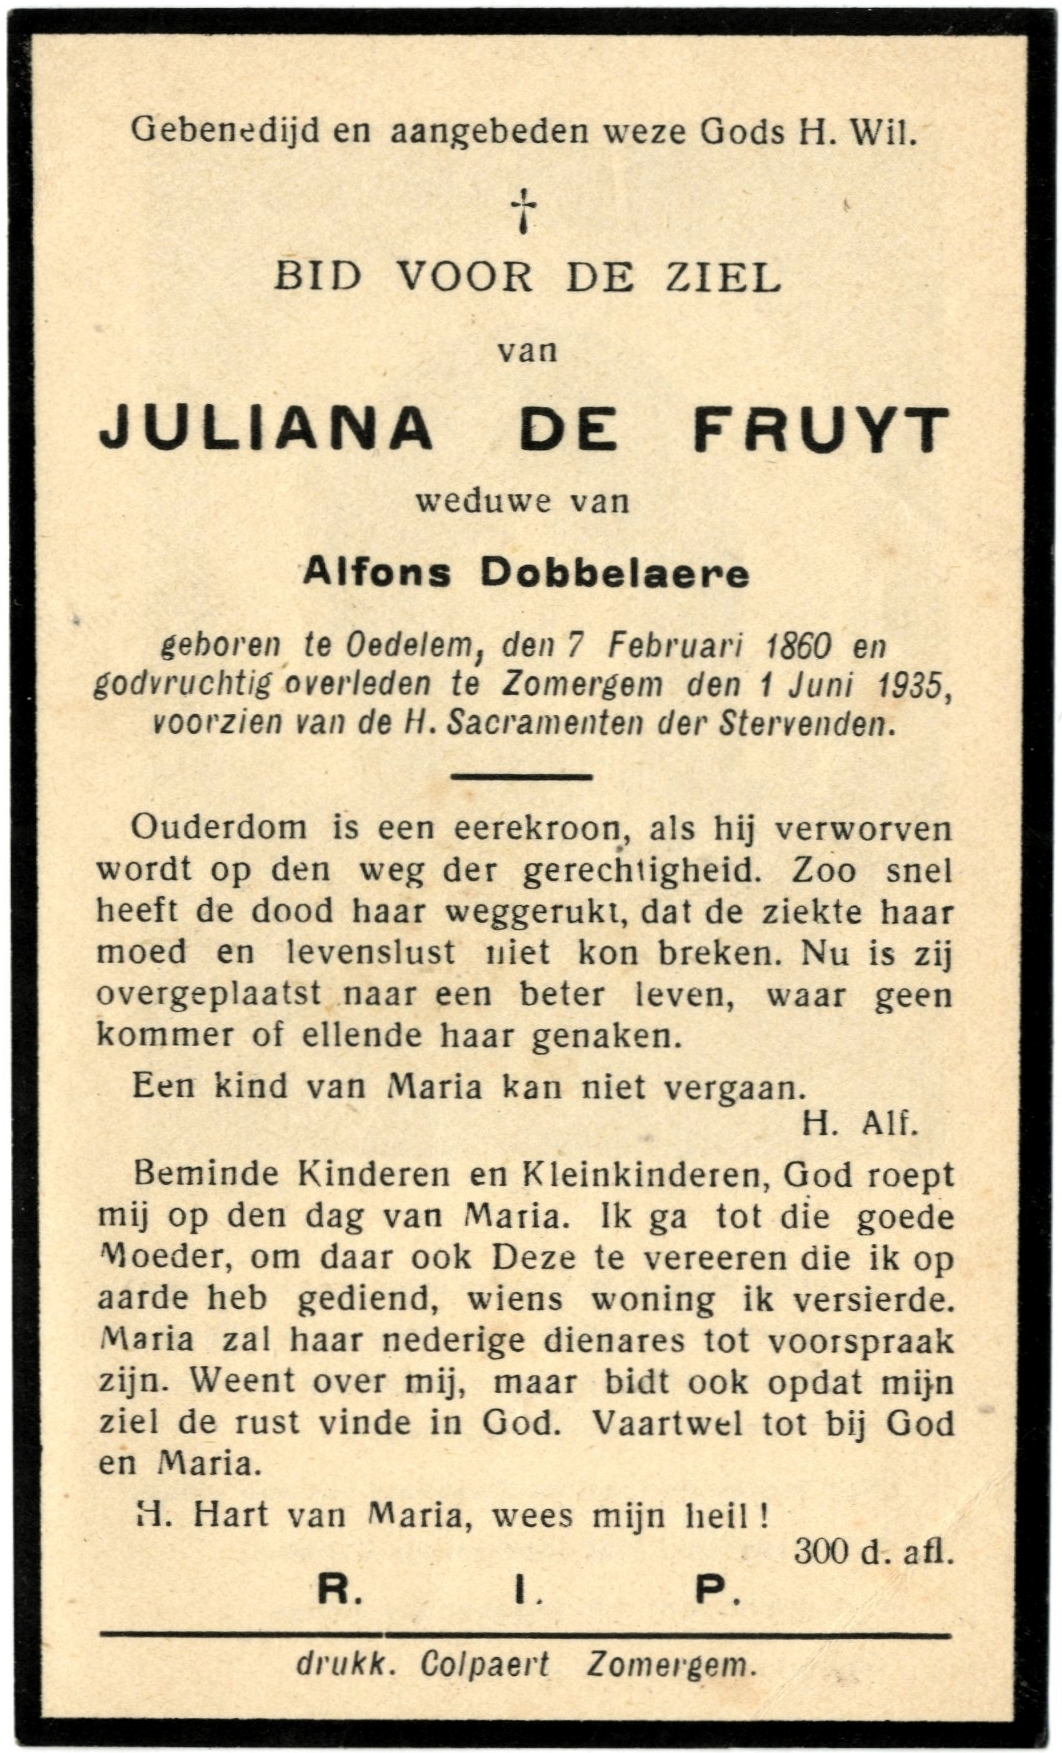 Gebenedijd en aangebeden weze Gods H. Wil.
†
BID VOOR DE ZIEL
van
JULIANA DE FRUYT
weduwe van
Alfons Dobbelaere
geboren te Oedelem, den 7 Februari 1860 en
godvruchtig overleden te Zomergem den 1 Juni 1935,
voorzien van de H. Sacramenten der Stervenden.
Ouderdom is een eerekroon, als hij verworven
wordt op den weg der gerechtigheid. Zoo snel
heeft de dood haar weggerukt, dat de ziekte haar
moed en levenslust niet kon breken. Nu is zij
overgeplaatst naar een beter leven, waar geen
kommer of ellende haar genaken.
Een kind van Maria kan niet vergaan.
H. Alf.
Beminde Kinderen en Kleinkinderen, God roept
mij op den dag van Maria. Ik ga tot die goede
Moeder, om daar ook Deze te vereeren die ik op
aarde heb gediend, wiens woning ik versierde.
Maria zal haar nederige dienares tot voorspraak
zijn. Weent over mij, maar bidt ook opdat mijn
ziel de rust vinde in God. Vaartwel tot bij God
en Maria.
H. Hart van Maria, wees mijn heil !
300 d. afl.
R. I. P.
drukk. Colpaert Zomergem.